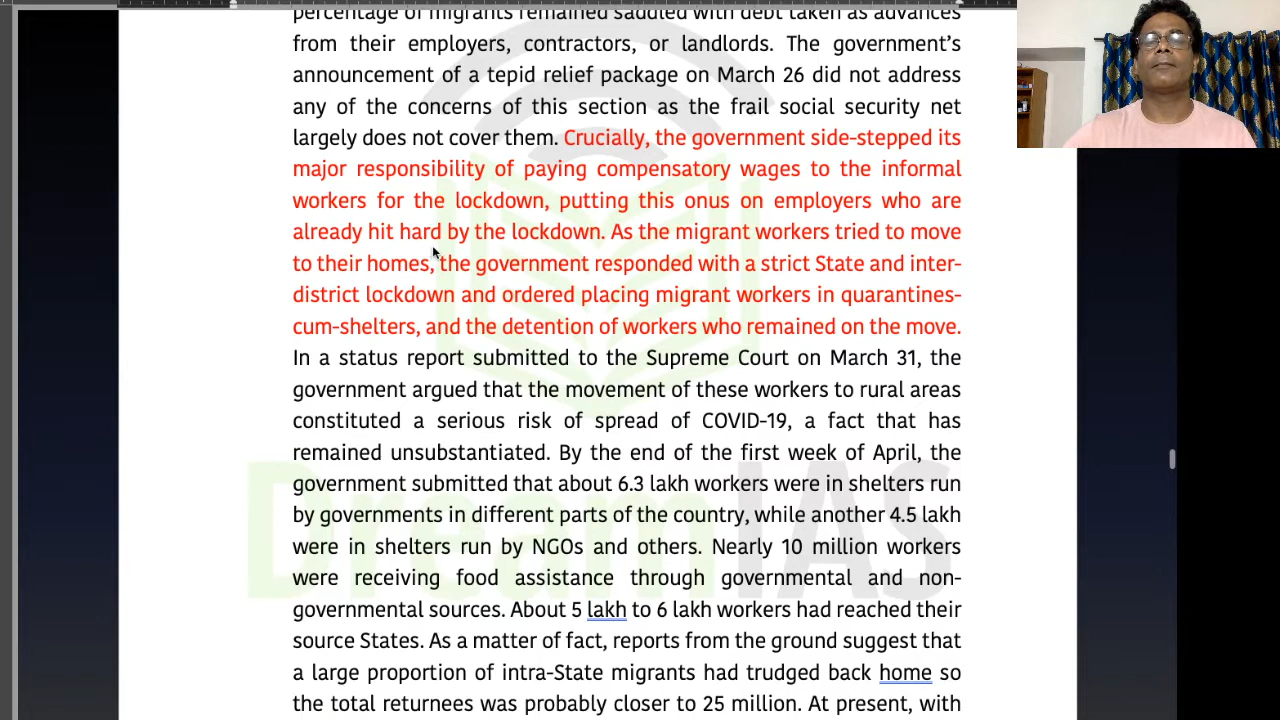 percentage of migrants remained saddled with debt taken as advances
from their employers, contractors, or landlords. The government's
announcement of a tepid relief package on March 26 did not address
any of the concerns of this section as the frail social security net
largely does not cover them. Crucially, the government side-stepped its
major responsibility of paying compensatory wages to the informal
workers for the lockdown, putting this onus on employers who are
already hit hard by the lockdown. As the migrant workers tried to move
to their homes, the government responded with a strict State and inter-
district lockdown and ordered placing migrant workers in quarantines-
cum-shelters, and the detention of workers who remained on the move.
In a status report submitted to the Supreme Court on March 31, the
government argued that the movement of these workers to rural areas
constituted a serious risk of spread of COVID-19, a fact that has
remained unsubstantiated. By the end of the first week of April, the
government submitted that about 6.3 lakh workers were in shelters run
by governments in different parts of the country, while another 4.5 lakh
were in shelters run by NGOs and others. Nearly 10 million workers
were receiving food assistance through governmental and non-
governmental sources. About 5 lakh to 6 lakh workers had reached their
source States. As a matter of fact, reports from the ground suggest that
a large proportion of intra-State migrants had trudged back home so
the total returnees was probably closer to 25 million. At present, with
DreamIAS